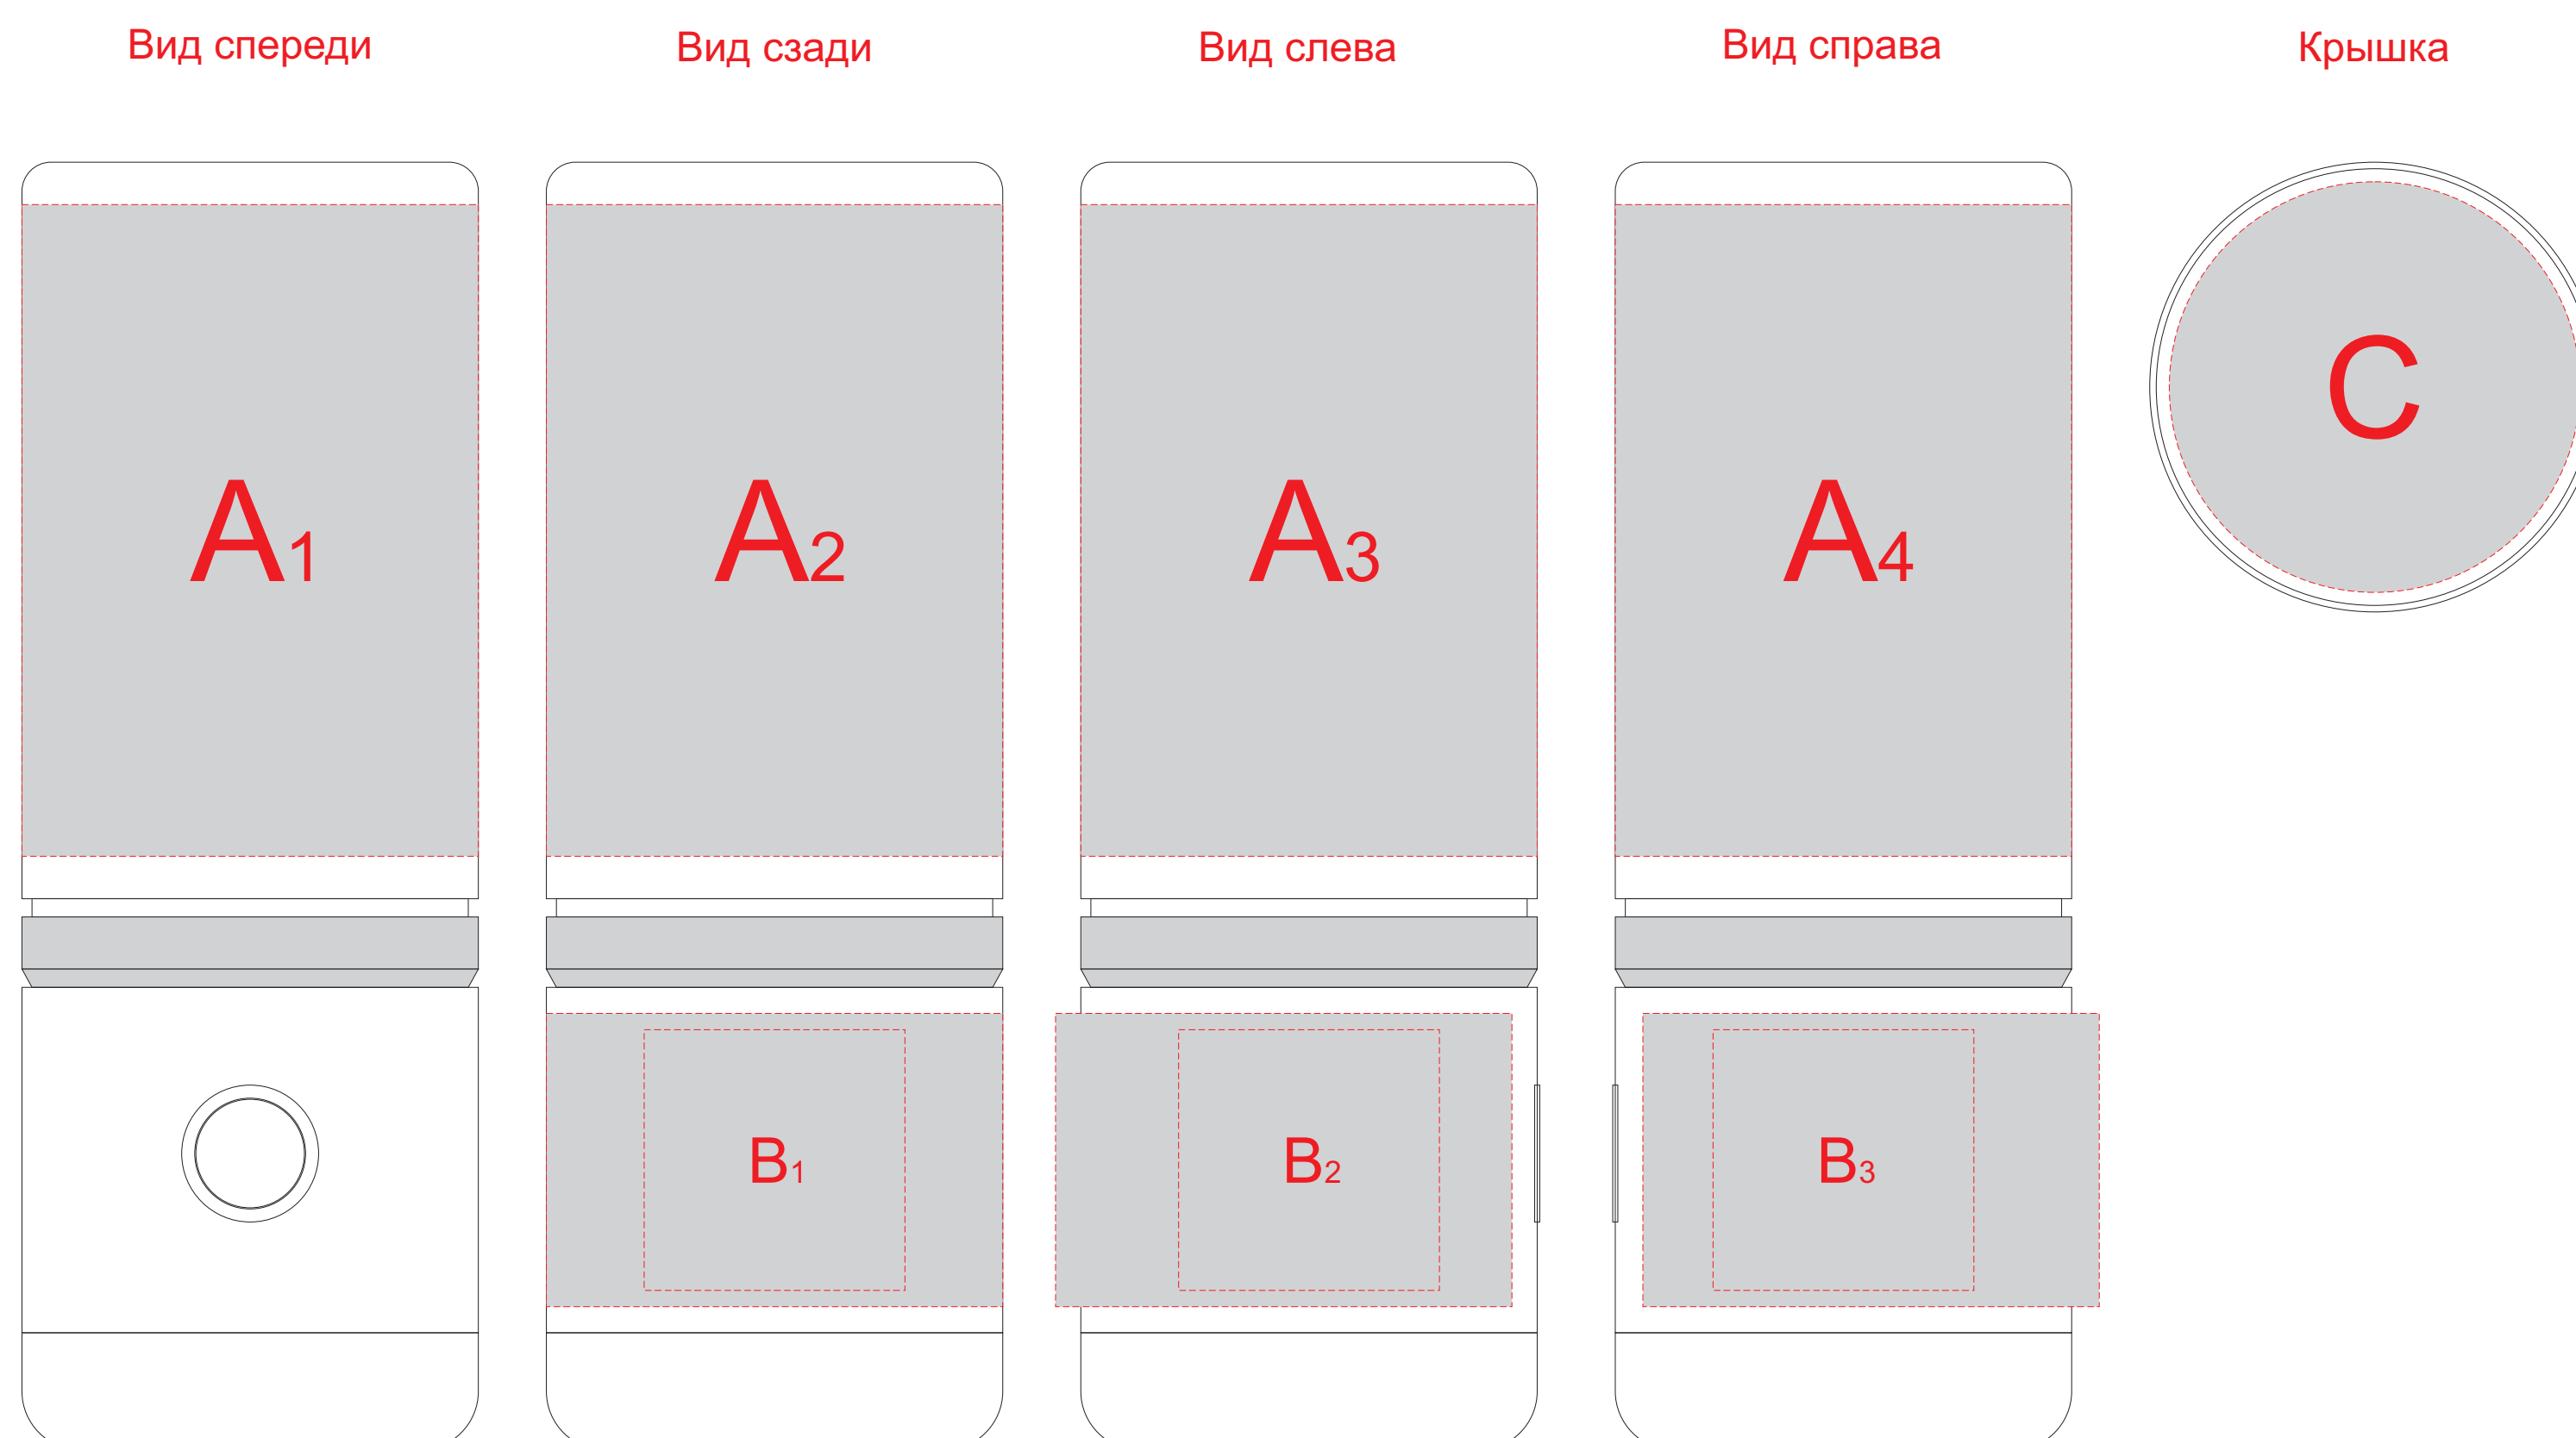 Вид спереди
Вид сзади
Вид слева
Вид справа
Крышка
A1
A2
A3
A4
C
B1
B2
B3